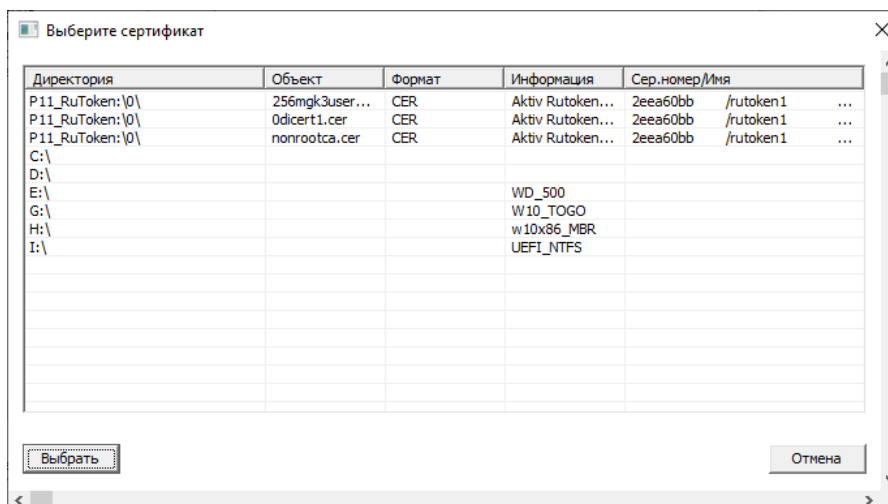 Выберите сертификат
Директория Объект Формат Информация Сер.номер/Имя
P11_RuToken:\0\ 256mgk3user... CER Aktiv Rutoken... 2eea60bb /rutoken1 ...
P11_RuToken:\0\ 0dicert1.cer CER Aktiv Rutoken... 2eea60bb /rutoken1 ...
P11_RuToken:\0\ nonrootca.cer CER Aktiv Rutoken... 2eea60bb /rutoken1 ...
C:\
D:\
E:\ WD_500
G:\ W10_TOGO
H:\ w10x86_MBR
I:\ UEFI_NTFS
Выбрать Отмена